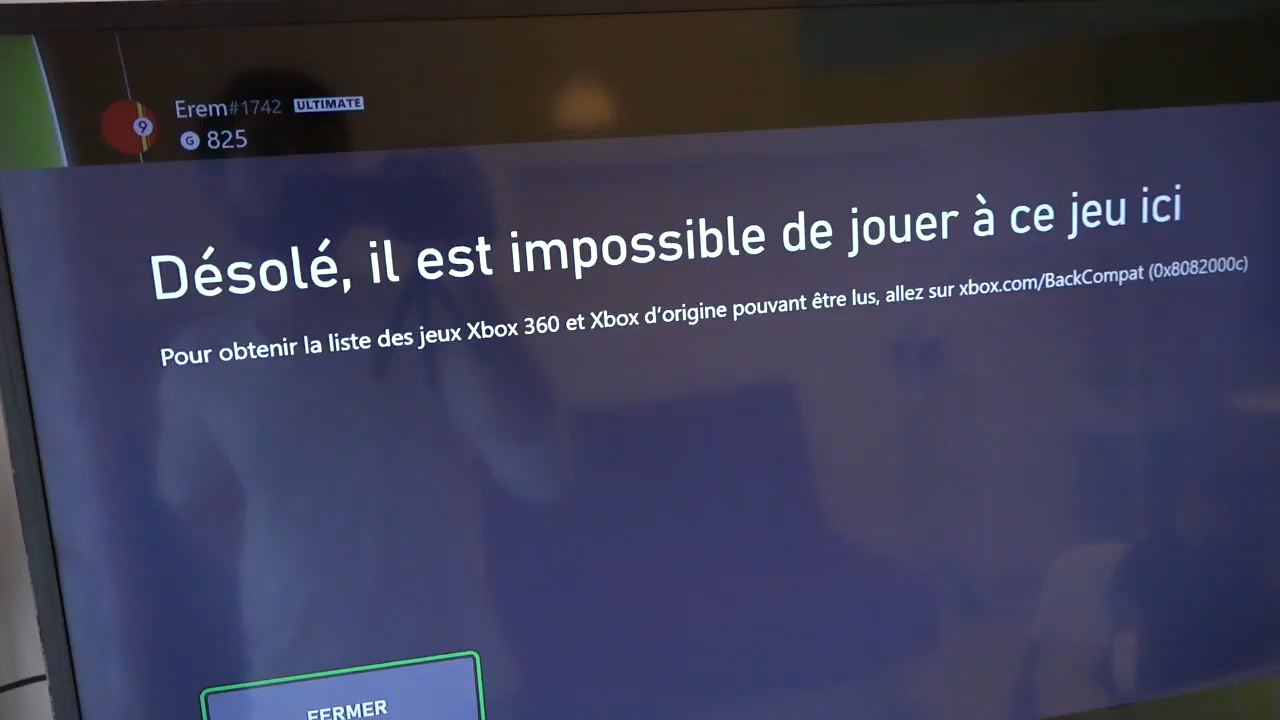 Erem#1742 ULTIMATE
9
G 825
Désolé, il est impossible de jouer à ce jeu ici
Pour obtenir la liste des jeux Xbox 360 et Xbox d'origine pouvant être lus, allez sur xbox.com/BackCompat (0x8082000c)
FERMER